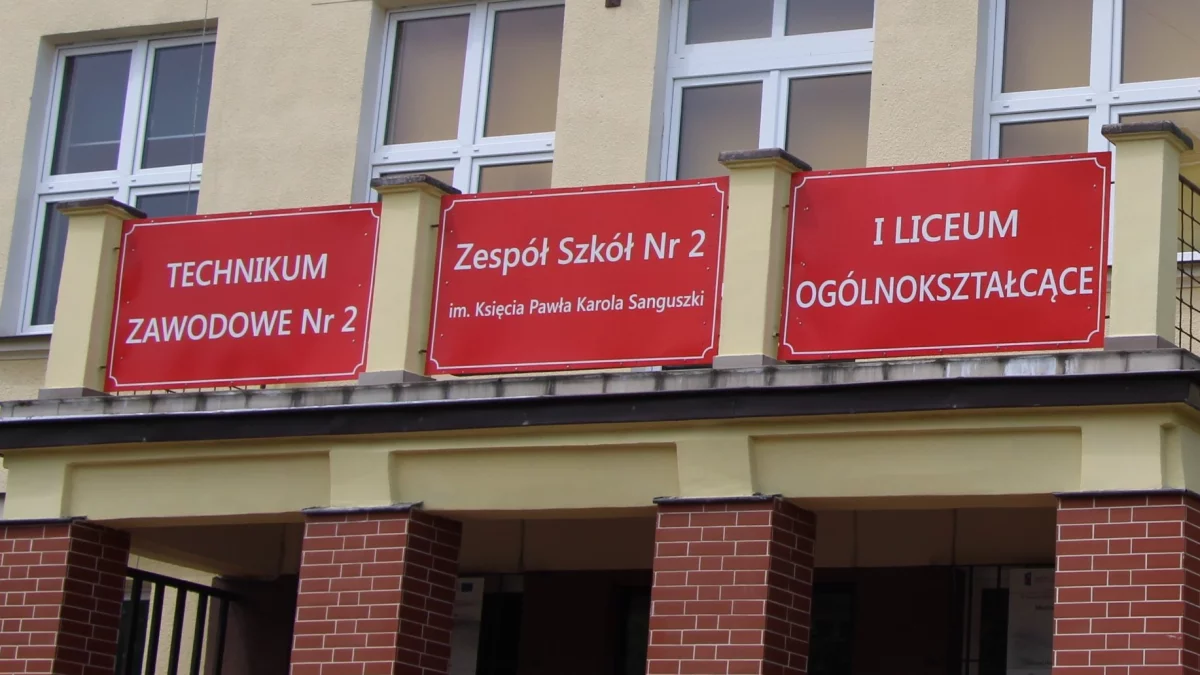 TECHNIKUM
ZAWODOWE Nr 2
Zespół Szkół Nr 2
im. Księcia Pawła Karola Sanguszki
I LICEUM
OGÓLNOKSZTAŁCĄCE